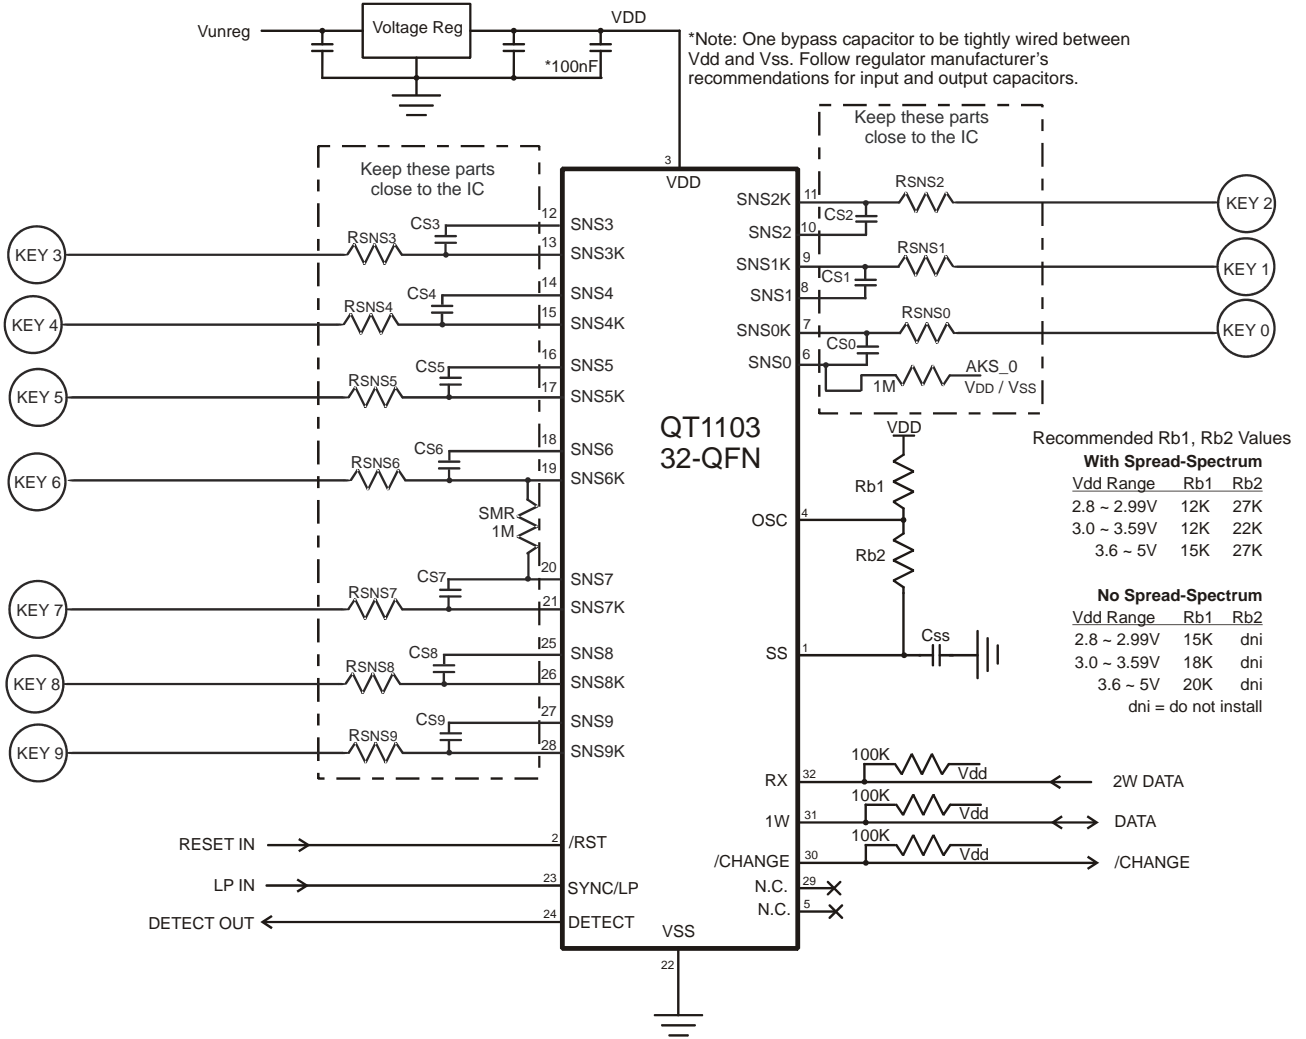 Vunreg
Voltage Reg
VDD
*100nF
*Note: One bypass capacitor to be tightly wired between
Vdd and Vss. Follow regulator manufacturer's
recommendations for input and output capacitors.
Keep these parts
close to the IC
Keep these parts
close to the IC
3
VDD
QT1103
32-QFN
KEY 3
RSNS3
CS3
12
SNS3
13
SNS3K
KEY 4
RSNS4
CS4
14
SNS4
15
SNS4K
KEY 5
RSNS5
CS5
16
SNS5
17
SNS5K
KEY 6
RSNS6
CS6
18
SNS6
19
SNS6K
SMR
1M
KEY 7
RSNS7
CS7
20
SNS7
21
SNS7K
KEY 8
RSNS8
CS8
25
SNS8
26
SNS8K
KEY 9
RSNS9
CS9
27
SNS9
28
SNS9K
RESET IN
2
/RST
LP IN
23
SYNC/LP
DETECT OUT
24
DETECT
VSS
22
SNS2K
11
RSNS2
KEY 2
CS2
SNS2
10
SNS1K
9
RSNS1
KEY 1
CS1
SNS1
8
SNS0K
7
RSNS0
KEY 0
CS0
SNS0
6
1M
AKS_0
VDD / VSS
VDD
Rb1
OSC
4
Rb2
SS
1
Css
Recommended Rb1, Rb2 Values
With Spread-Spectrum
Vdd Range Rb1 Rb2
2.8 ~ 2.99V 12K 27K
3.0 ~ 3.59V 12K 22K
3.6 ~ 5V 15K 27K
No Spread-Spectrum
Vdd Range Rb1 Rb2
2.8 ~ 2.99V 15K dni
3.0 ~ 3.59V 18K dni
3.6 ~ 5V 20K dni
dni = do not install
RX
32
100K
Vdd
2W DATA
1W
31
100K
Vdd
DATA
/CHANGE
30
100K
Vdd
/CHANGE
N.C.
29
N.C.
5